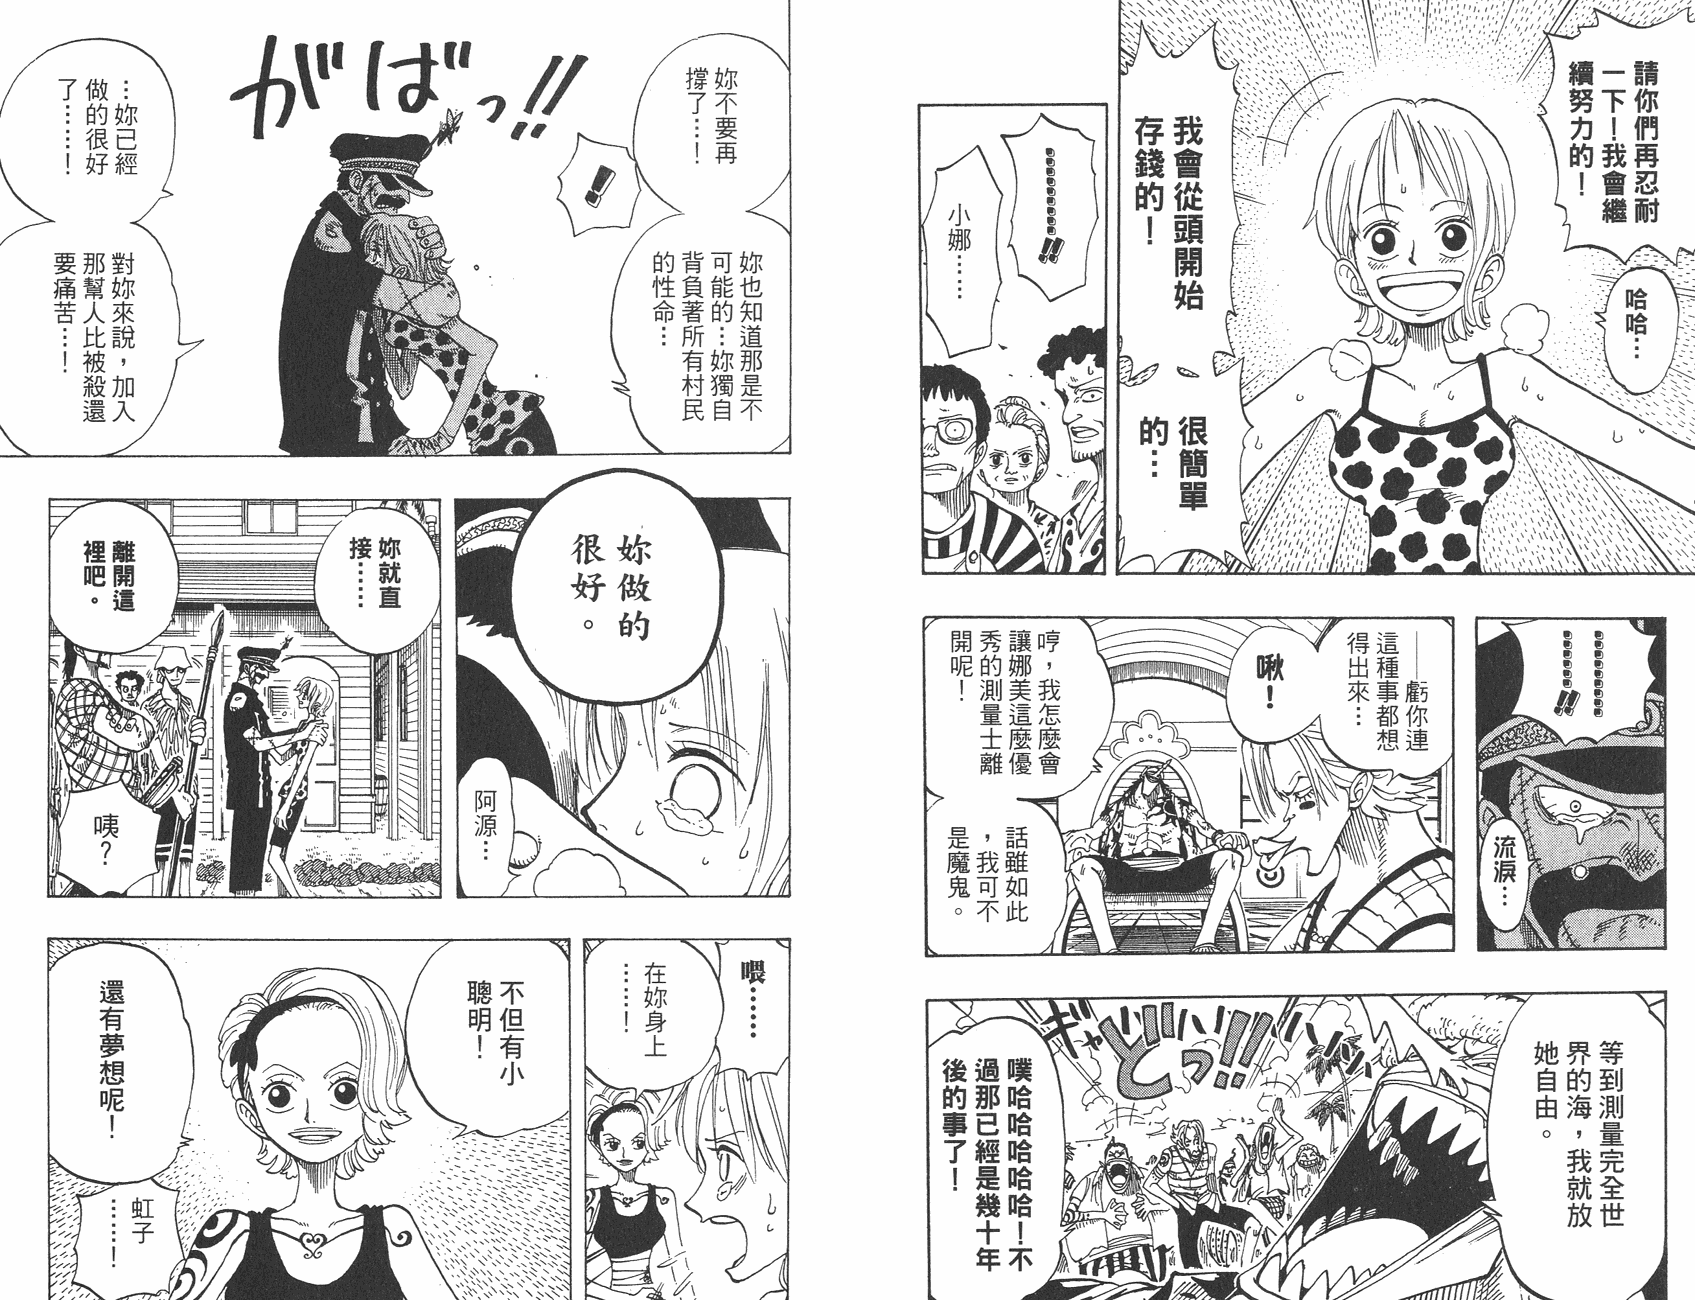 請你們再忍耐
一下！我會繼
續努力的！
哈哈…
我會從頭開始
存錢的！
很簡單
的…
………………!!
小娜……
………………
………………!!
流淚…
虧你連
這種事都想
得出來…
啾！
哼，我怎麼會
讓娜美這麼優
秀的測量士離
開呢！
話雖如此
，我可不
是魔鬼。
等到測量完全世
界的海，我就放
她自由。
ギャハハハハハ
どっ!!
噗哈哈哈哈哈！不
過那已經是幾十年
後的事了！
妳不要再
撐了…！
がばっ!!
!!
…妳已經
做的很好
了……！
妳也知道那是不
可能的…妳獨自
背負著所有村民
的性命…
對妳來說，加入
那幫人比被殺還
要痛苦…！
妳做的
很好。
阿源…
妳就直
接……
離開這
裡吧。
咦？
喂……
在妳身上
……！
不但有小
聰明！
還有夢想呢！
虹子
……！